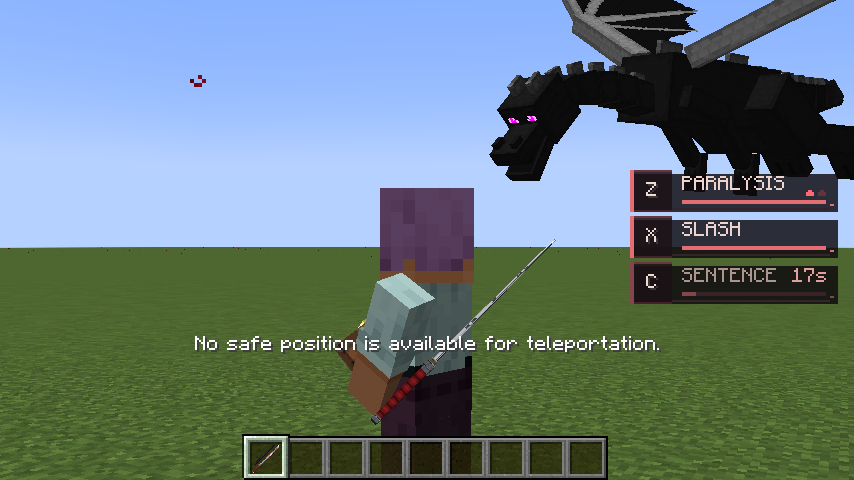 Z PARALYSIS
X SLASH
C SENTENCE 17s
No safe position is available for teleportation.